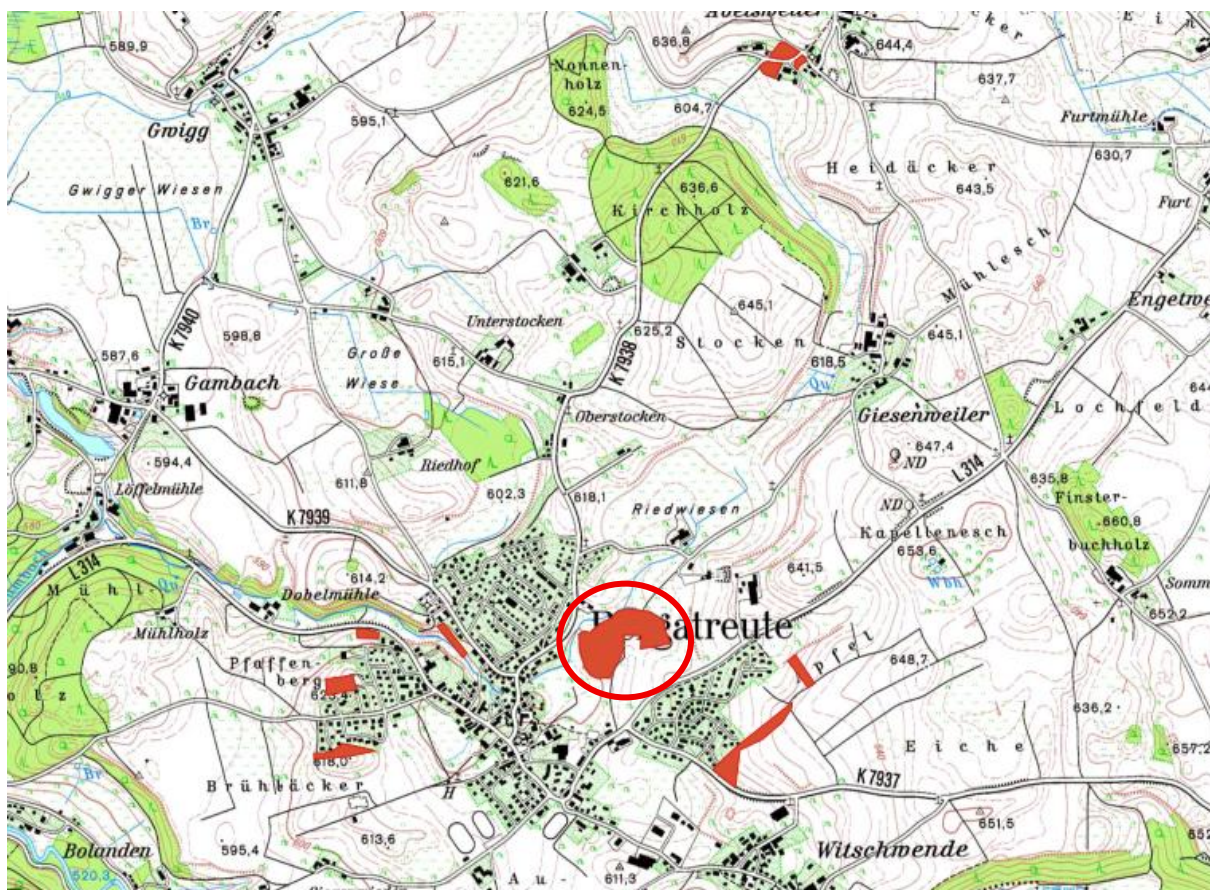 589,9
636,8
644,4
Nonnen-
holz
624,5
604,7
637,7
Furtmühle
Gwigg
595,1
630,7
Heidäcker
643,5
621,6
636,6
Kirchholz
Gwigger Wiesen
Br
Furt
Mühlesch
K 7940
598,8
Unterstocken
625,2
645,1
Stocken
618,5
645,1
587,6
Große
Wiese
615,1
K 7938
Gambach
Qu
Oberstocken
Giesenweiler
Lochfeld
594,4
Riedhof
647,4
ND
L 314
611,8
602,3
618,1
635,8
Löffelmühle
K 7939
Riedwiesen
ND
Finster-
buchholz
660,8
Kapellenesch
653,6
Wbh
L 314
Qu
614,2
641,5
Mühl-
Dobelmühle
652,2
Mühlholz
Pfaffen-
berg
648,7
636,2
Eiche
657,2
618,0
Br
Brühläcker
K 7937
H
613,6
651,5
595,4
Bolanden
Witschwende
520,3
Au-
611,3